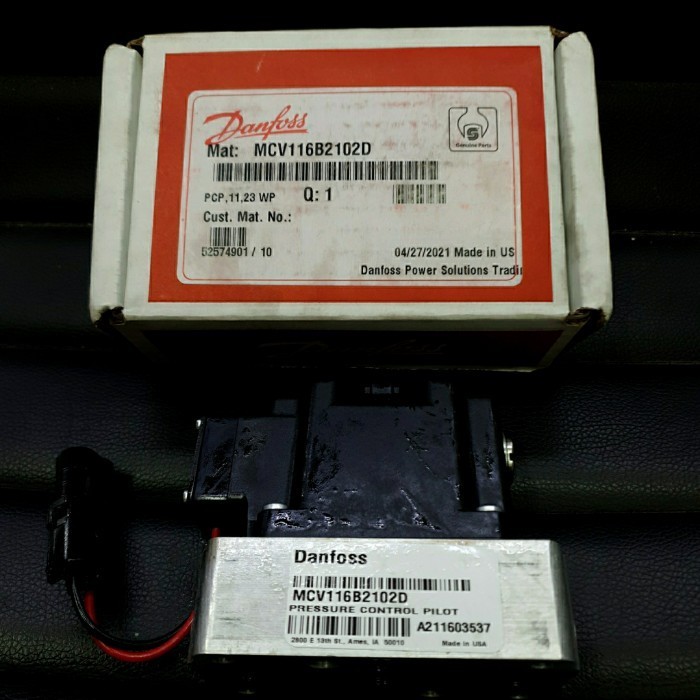 Danfoss
Genuine Parts
Mat: MCV116B2102D
PCP,11,23 WP Q: 1
Cust. Mat. No.:
52574901 / 10
04/27/2021 Made in US
Danfoss Power Solutions Tradin
Danfoss
MCV116B2102D
PRESSURE CONTROL PILOT
A211603537
2800 E 13th St., Ames, IA 50010 Made in USA